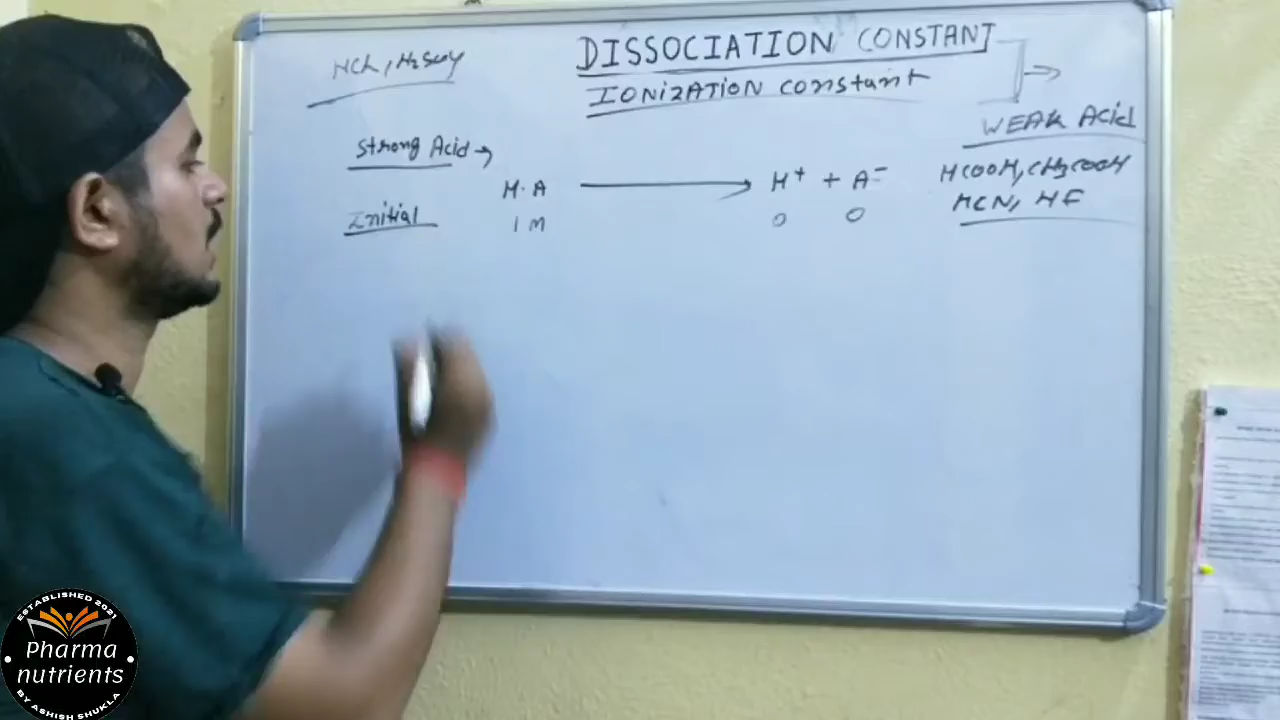 DISSOCIATION CONSTANT
IONIZATION constant
HCl, H2SO4
WEAK Acid
Strong Acid →
HCOOH, CH3COOH
H·A → H+ + A-
HCN, HF
Initial 1 M 0 0
ESTABLISHED 2021
Pharma
nutrients
BY ASHISH SHUKLA